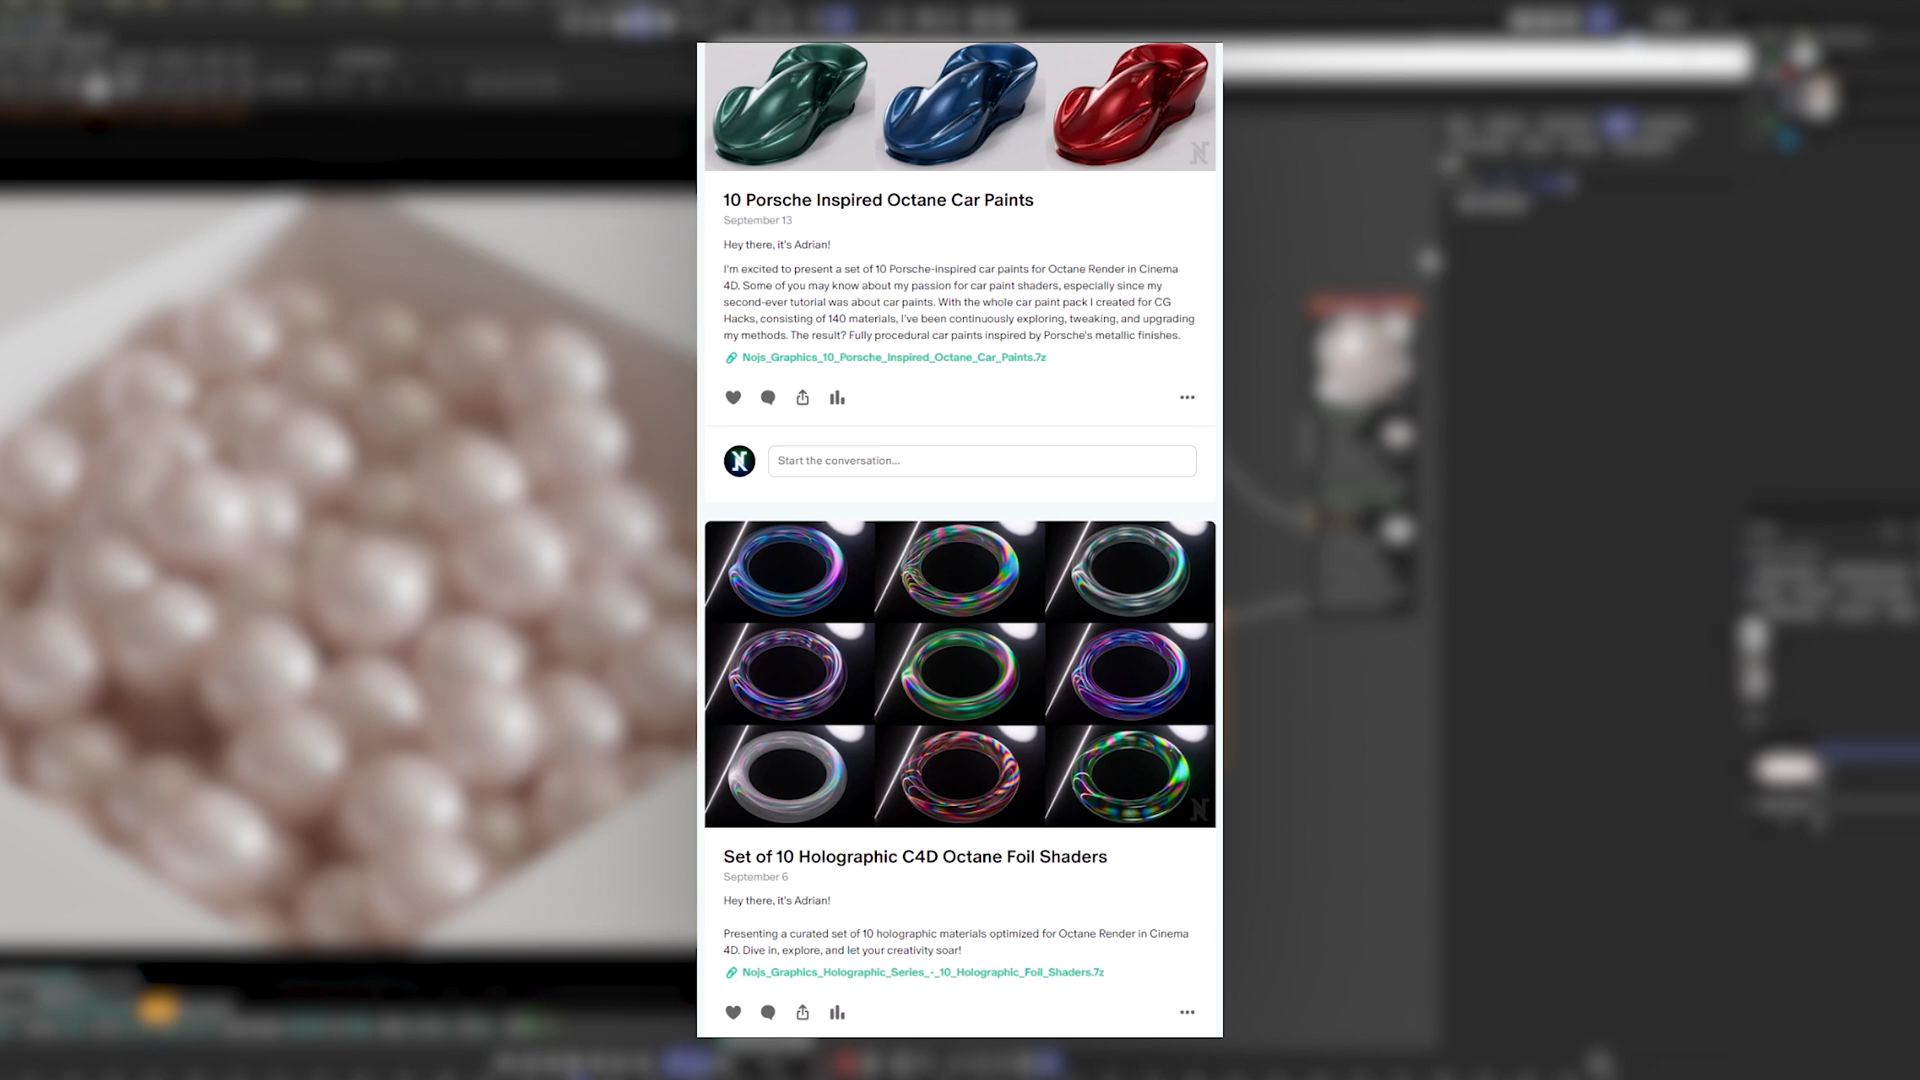 10 Porsche Inspired Octane Car Paints
September 13
Hey there, it's Adrian!
I'm excited to present a set of 10 Porsche-inspired car paints for Octane Render in Cinema
4D. Some of you may know about my passion for car paint shaders, especially since my
second-ever tutorial was about car paints. With the whole car paint pack I created for CG
Hacks, consisting of 140 materials, I've been continuously exploring, tweaking, and upgrading
my methods. The result? Fully procedural car paints inspired by Porsche's metallic finishes.
Nojs_Graphics_10_Porsche_Inspired_Octane_Car_Paints.7z
Start the conversation...
Set of 10 Holographic C4D Octane Foil Shaders
September 6
Hey there, it's Adrian!
Presenting a curated set of 10 holographic materials optimized for Octane Render in Cinema
4D. Dive in, explore, and let your creativity soar!
Nojs_Graphics_Holographic_Series_-_10_Holographic_Foil_Shaders.7z